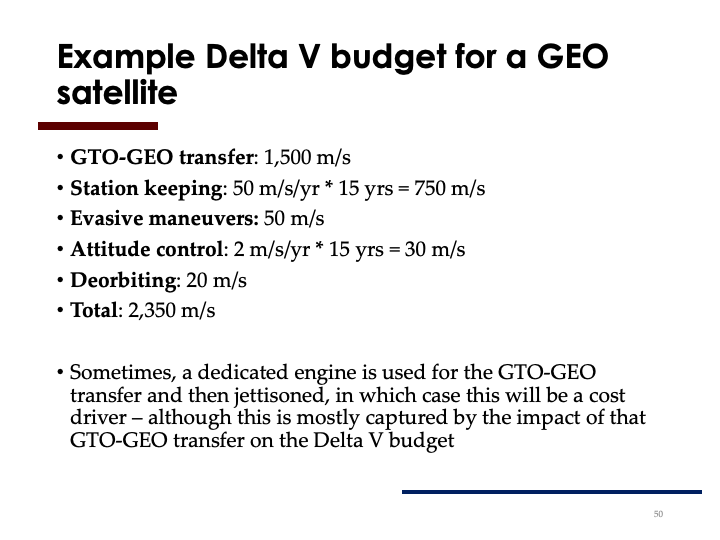 Example Delta V budget for a GEO
satellite
• GTO-GEO transfer: 1,500 m/s
• Station keeping: 50 m/s/yr * 15 yrs = 750 m/s
• Evasive maneuvers: 50 m/s
• Attitude control: 2 m/s/yr * 15 yrs = 30 m/s
• Deorbiting: 20 m/s
• Total: 2,350 m/s
• Sometimes, a dedicated engine is used for the GTO-GEO
transfer and then jettisoned, in which case this will be a cost
driver – although this is mostly captured by the impact of that
GTO-GEO transfer on the Delta V budget
50